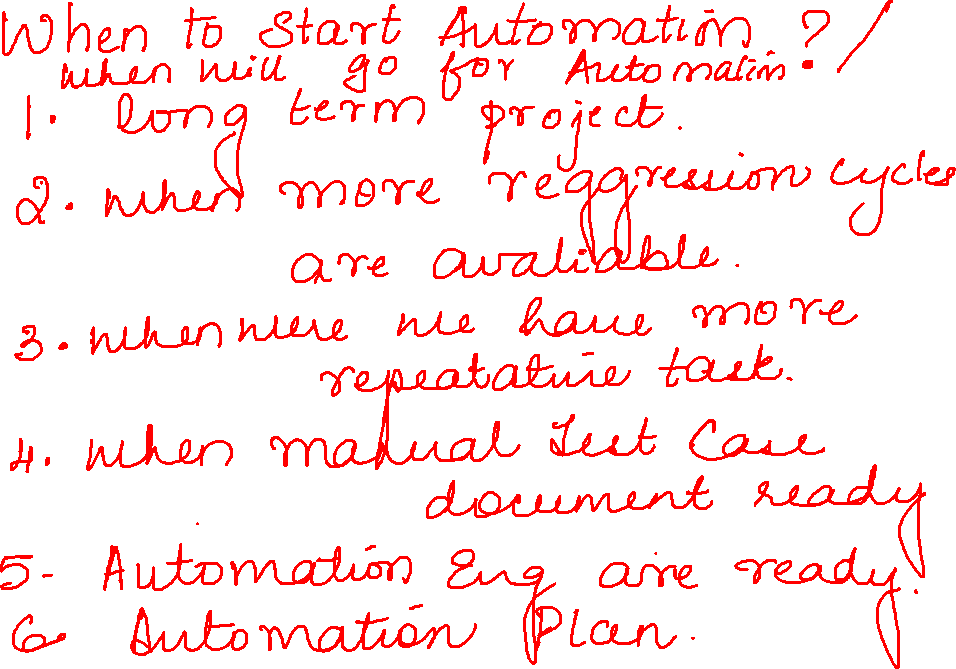 When to Start Automation ? /
when will go for Automation.
1. long term project.
2. when more reggression cycles
are avaliable.
3. when were we have more
repeatative task.
4. when manual Test Case
document ready
5- Automation Eng are ready.
6. Automation Plan.